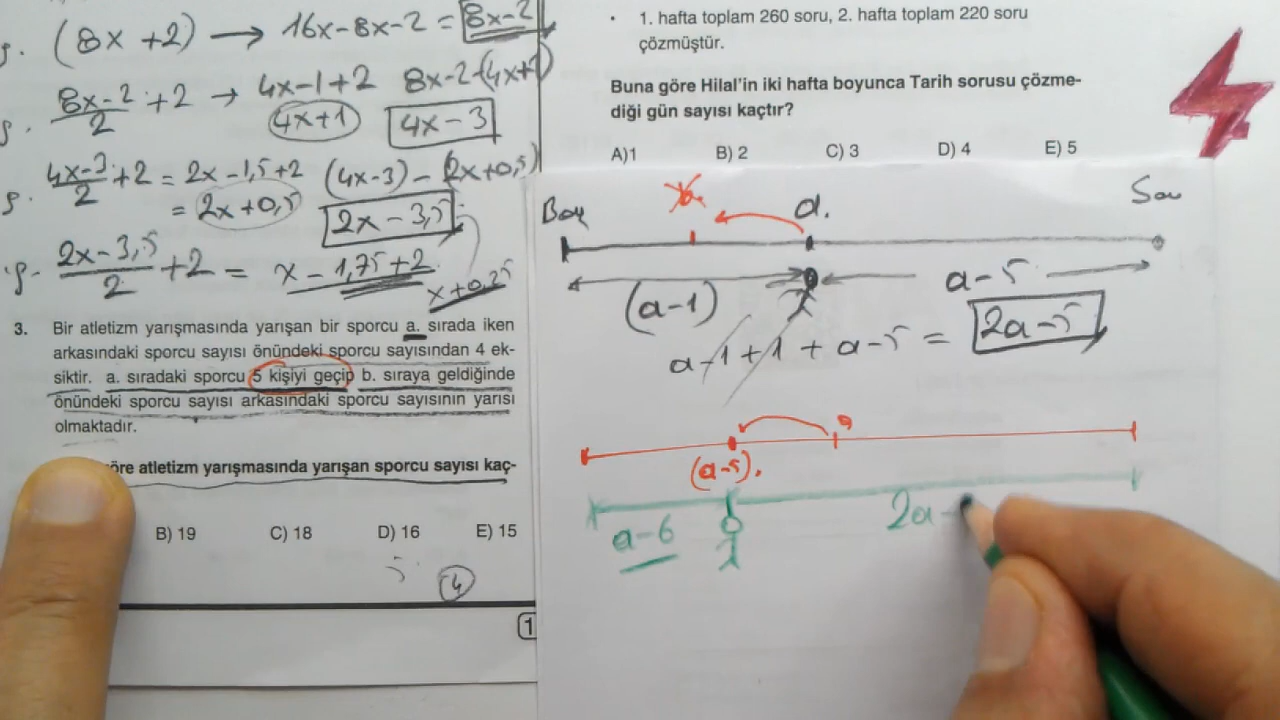 (8x + 2) → 16x-8x-2 = 8x-2
8x-2/2 + 2 → 4x-1+2 8x-2-(4x+1)
4x+1 4x-3
4x-3/2 + 2 = 2x-1,5+2 (4x-3) - (2x+0,5)
= 2x+0,5 2x-3,5
2x-3,5/2 + 2 = x-1,75+2
x+0,25
3. Bir atletizm yarışmasında yarışan bir sporcu a. sırada iken
arkasındaki sporcu sayısı önündeki sporcu sayısından 4 ek-
siktir. a. sıradaki sporcu 5 kişiyi geçip b. sıraya geldiğinde
önündeki sporcu sayısı arkasındaki sporcu sayısının yarısı
olmaktadır.
öre atletizm yarışmasında yarışan sporcu sayısı kaç-
B) 19 C) 18 D) 16 E) 15
5
4
1
• 1. hafta toplam 260 soru, 2. hafta toplam 220 soru
çözmüştür.
Buna göre Hilal'in iki hafta boyunca Tarih sorusu çözme-
diği gün sayısı kaçtır?
A)1 B) 2 C) 3 D) 4 E) 5
a. Son
(a-1) a-5
a-1+1+a-5 = 2a-5
a
(a-5).
a-6 2a-